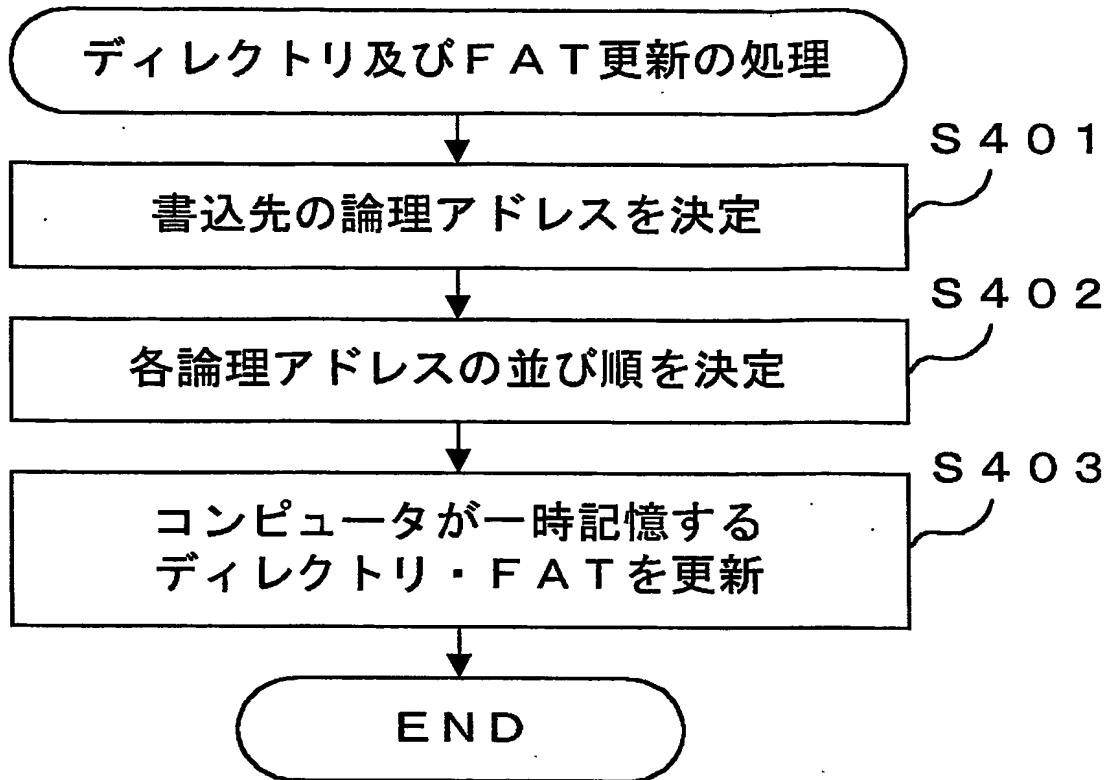 ディレクトリ及びＦＡＴ更新の処理
Ｓ４０１
書込先の論理アドレスを決定
Ｓ４０２
各論理アドレスの並び順を決定
Ｓ４０３
コンピュータが一時記憶する
ディレクトリ・ＦＡＴを更新
ＥＮＤ